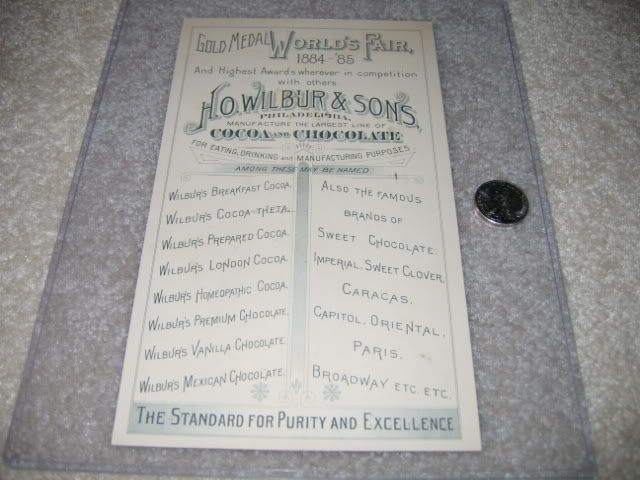 GOLD MEDAL WORLD'S FAIR,
1884-'85
And Highest Awards wherever in competition
with others.
H.O. WILBUR & SONS,
PHILADELPHIA,
MANUFACTURE THE LARGEST LINE OF
COCOA AND CHOCOLATE
FOR EATING, DRINKING and MANUFACTURING PURPOSES.
AMONG THESE MAY BE NAMED:
WILBUR'S BREAKFAST COCOA.
WILBUR'S COCOA-THETA.
WILBUR'S PREPARED COCOA.
WILBUR'S LONDON COCOA.
WILBUR'S HOMEOPATHIC COCOA.
WILBUR'S PREMIUM CHOCOLATE.
WILBUR'S VANILLA CHOCOLATE.
WILBUR'S MEXICAN CHOCOLATE.
ALSO THE FAMOUS
BRANDS OF
SWEET CHOCOLATE:
IMPERIAL, SWEET CLOVER,
CARACAS,
CAPITOL, ORIENTAL,
PARIS,
BROADWAY ETC. ETC.
THE STANDARD FOR PURITY AND EXCELLENCE